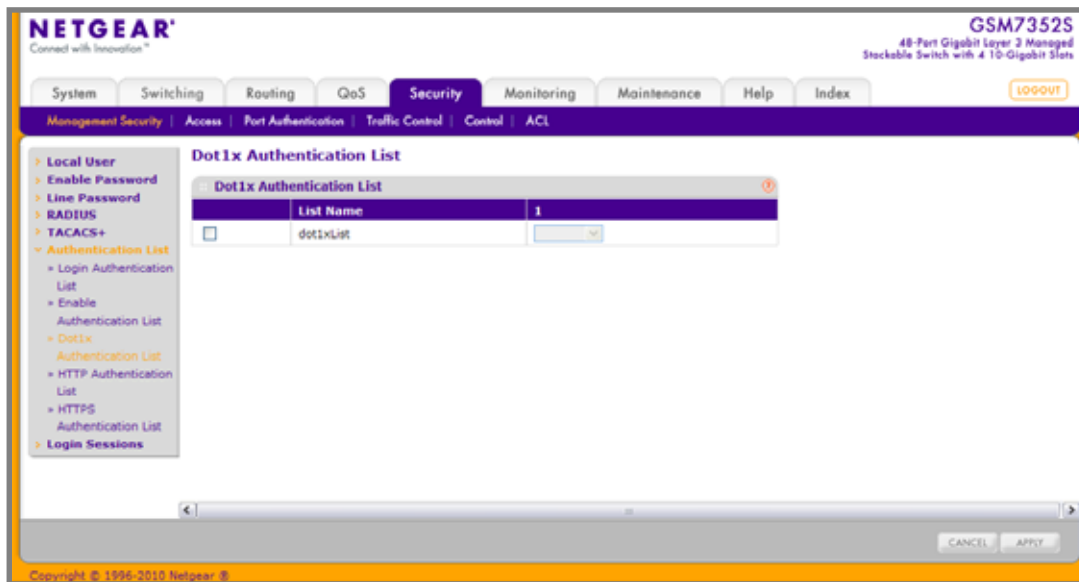 NETGEAR®
Connect with Innovation™
GSM7352S
48-Port Gigabit Layer 3 Managed
Stackable Switch with 4 10-Gigabit Slots
System Switching Routing QoS Security Monitoring Maintenance Help Index LOGOUT
Management Security | Access | Port Authentication | Traffic Control | Control | ACL
Local User
Enable Password
Line Password
RADIUS
TACACS+
Authentication List
» Login Authentication
List
» Enable
Authentication List
» Dot1x
Authentication List
» HTTP Authentication
List
» HTTPS
Authentication List
Login Sessions
Dot1x Authentication List
Dot1x Authentication List ?
List Name 1
dot1xList
CANCEL APPLY
Copyright © 1996-2010 Netgear ®